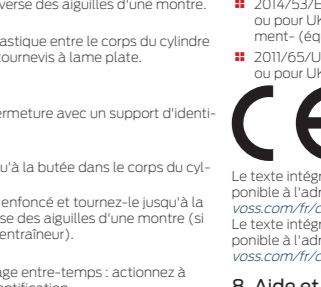 verse des aiguilles d'une montre.
astique entre le corps du cylindre
tournevis à lame plate.
ermeture avec un support d'identi-
u'à la butée dans le corps du cyl-
enfoncé et tournez-le jusqu'à la
se des aiguilles d'une montre (si
entraîneur).
age entre-temps : actionnez à
2014/53/E
ou pour UK
ment- (éq
2011/65/U
ou pour UK
CE
Le texte intégr
ponible à l'adr
voss.com/fr/c
Le texte intégr
ponible à l'adr
voss.com/fr/c
8 Aide et